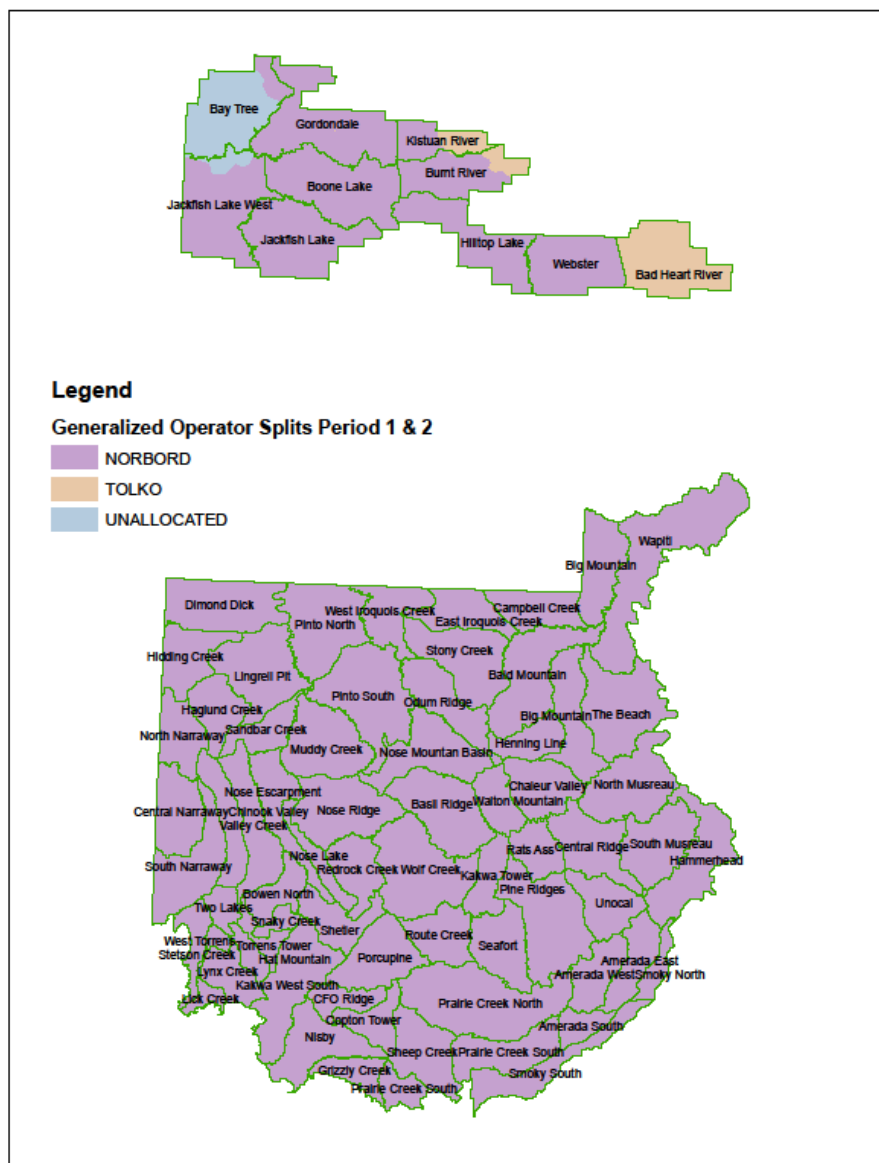 Bay Tree
Gordondale
Kistuan River
Burnt River
Boone Lake
Jackfish Lake West
Jackfish Lake
Hilltop Lake
Webster
Bad Heart River
Legend
Generalized Operator Splits Period 1 & 2
NORBORD
TOLKO
UNALLOCATED
Wapiti
Big Mountain
Dimond Dick
West Iroquois Creek
Campbell Creek
Pinto North
East Iroquois Creek
Stony Creek
Hidding Creek
Lingrell Pit
Bald Mountain
Pinto South
Odum Ridge
Haglund Creek
Big Mountain
The Beach
Sandbar Creek
North Narraway
Henning Line
Muddy Creek
Nose Mountan Basin
Chaleur Valley
North Musreau
Nose Escarpment
Walton Mountain
Basil Ridge
Nose Ridge
Central Narraway
Chinook Valley
Valley Creek
Rats Ass
Central Ridge
South Musreau
Nose Lake
Hammerhead
South Narraway
Redrock Creek
Wolf Creek
Kakwa Tower
Pine Ridges
Bowen North
Unocal
Two Lakes
Snaky Creek
Shetler
Route Creek
West Torrens
Torrens Tower
Seafort
Stetson Creek
Hat Mountain
Porcupine
Amerada East
Lynx Creek
Amerada West
Smoky North
Kakwa West South
Lick Creek
CFO Ridge
Prairie Creek North
Copton Tower
Amerada South
Nisby
Sheep Creek
Prairie Creek South
Grizzly Creek
Smoky South
Prairie Creek South